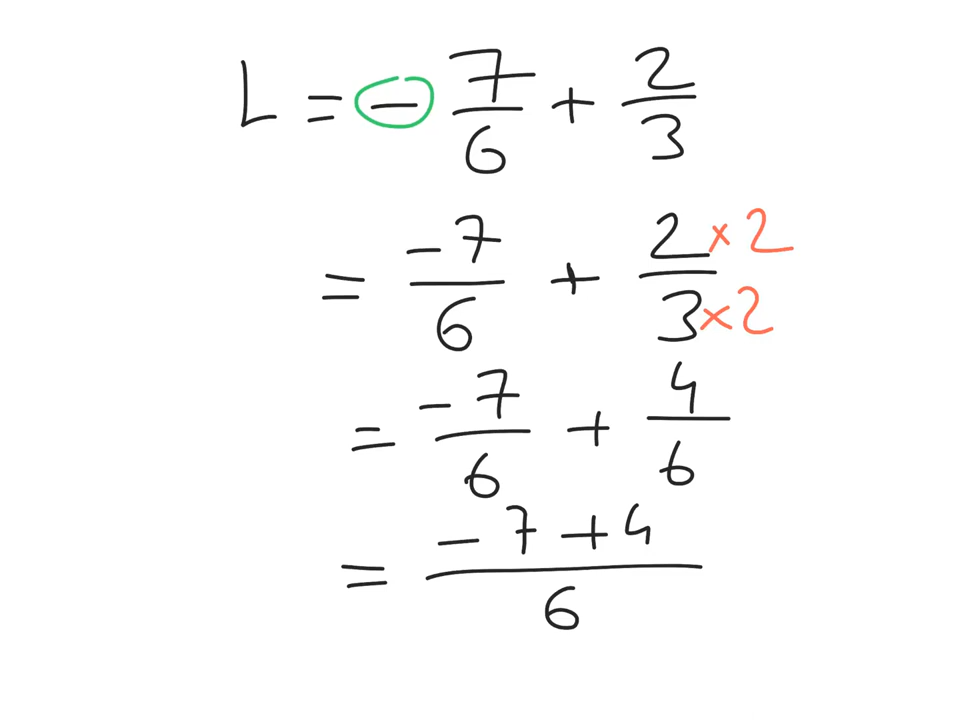 L = - 7/6 + 2/3
= -7/6 + 2×2/3×2
= -7/6 + 4/6
= -7+4/6